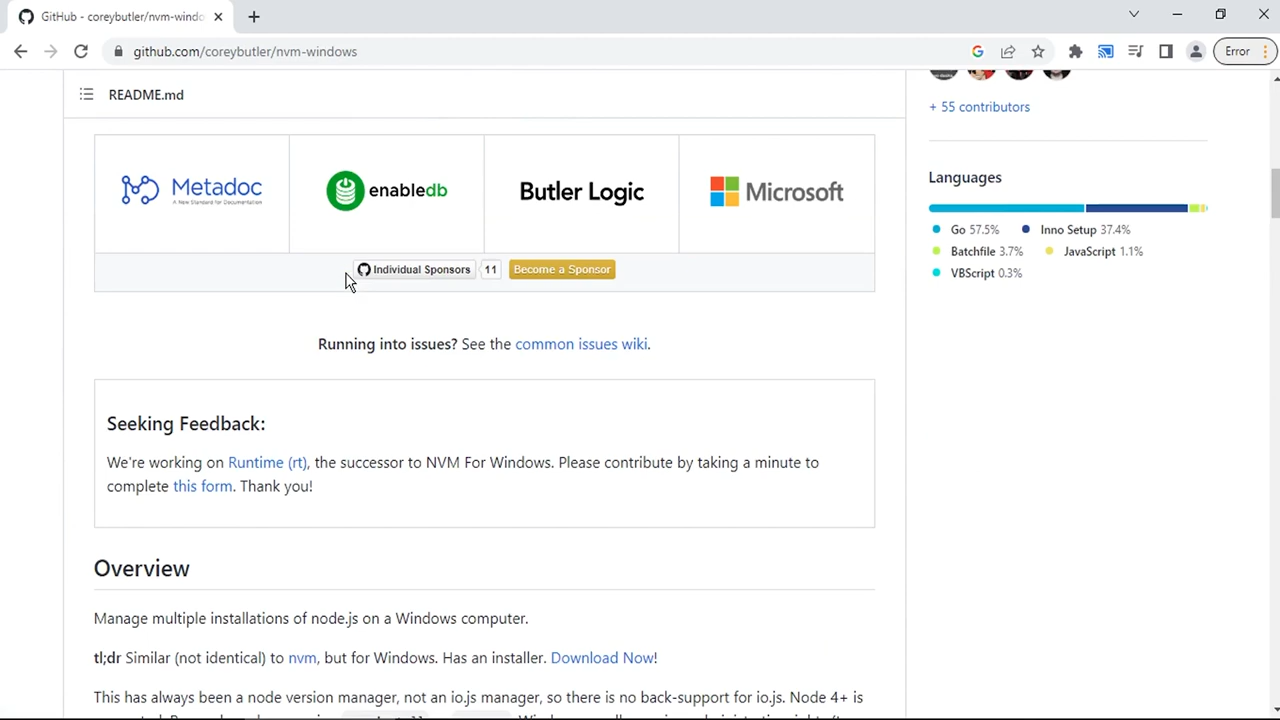 GitHub - coreybutler/nvm-windo
github.com/coreybutler/nvm-windows
Error
README.md
Metadoc
A New Standard for Documentation
enabledb
Butler Logic
Microsoft
Individual Sponsors 11 Become a Sponsor
Running into issues? See the common issues wiki.
Seeking Feedback:
We're working on Runtime (rt), the successor to NVM For Windows. Please contribute by taking a minute to
complete this form. Thank you!
Overview
Manage multiple installations of node.js on a Windows computer.
tl;dr Similar (not identical) to nvm, but for Windows. Has an installer. Download Now!
This has always been a node version manager, not an io.js manager, so there is no back-support for io.js. Node 4+ is
+ 55 contributors
Languages
Go 57.5% Inno Setup 37.4%
Batchfile 3.7% JavaScript 1.1%
VBScript 0.3%